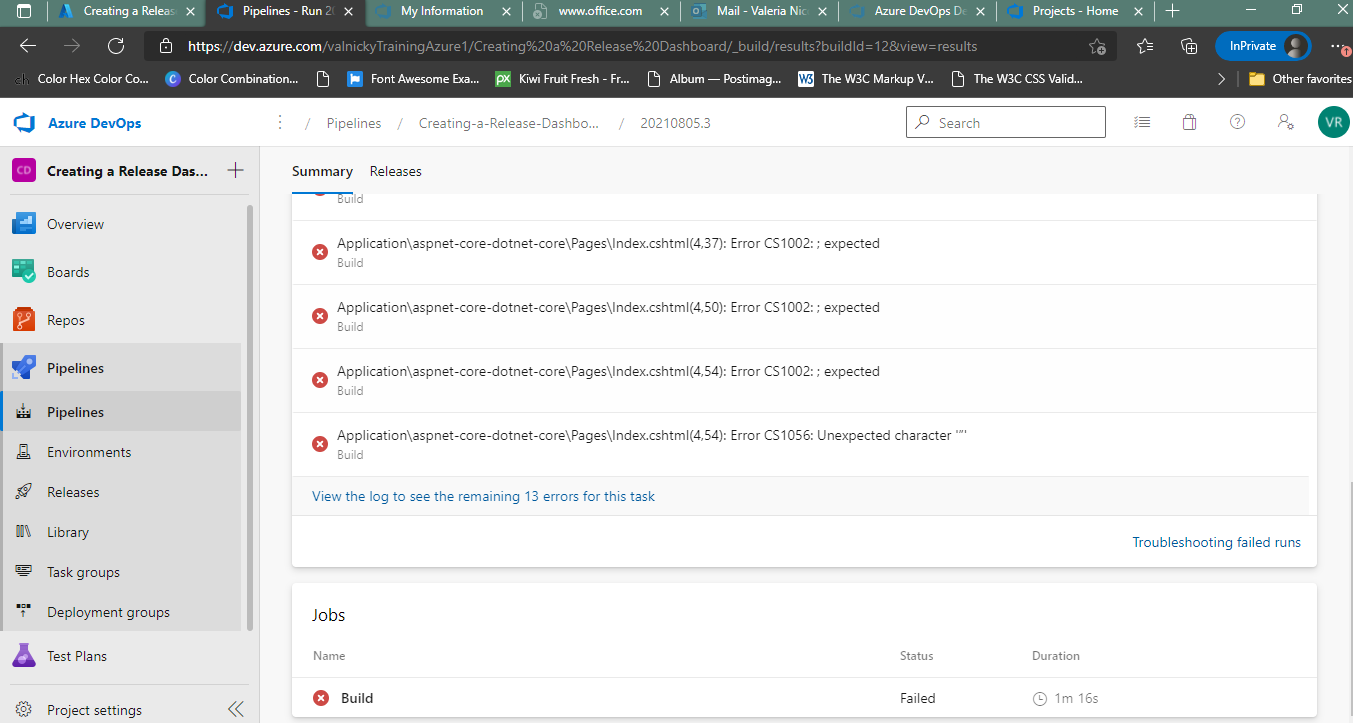 Creating a Releas
Pipelines - Run 20
My Information
www.office.com
Mail - Valeria Nic
Azure DevOps De
Projects - Home
https://dev.azure.com/valnickyTrainingAzure1/Creating%20a%20Release%20Dashboard/_build/results?buildId=12&view=results
InPrivate
1
ch Color Hex Color Co...
C Color Combination...
Font Awesome Exa...
px Kiwi Fruit Fresh - Fr...
Album — Postimag...
W3 The W3C Markup V...
The W3C CSS Valid...
Other favorites
Azure DevOps
/ Pipelines / Creating-a-Release-Dashbo... / 20210805.3
Search
VR
CD Creating a Release Das...
Summary
Releases
Overview
Boards
Repos
Pipelines
Pipelines
Environments
Releases
Library
Task groups
Deployment groups
Test Plans
Project settings
Build
Application\aspnet-core-dotnet-core\Pages\Index.cshtml(4,37): Error CS1002: ; expected
Build
Application\aspnet-core-dotnet-core\Pages\Index.cshtml(4,50): Error CS1002: ; expected
Build
Application\aspnet-core-dotnet-core\Pages\Index.cshtml(4,54): Error CS1002: ; expected
Build
Application\aspnet-core-dotnet-core\Pages\Index.cshtml(4,54): Error CS1056: Unexpected character '”'
Build
View the log to see the remaining 13 errors for this task
Troubleshooting failed runs
Jobs
Name
Status
Duration
Build
Failed
1m 16s